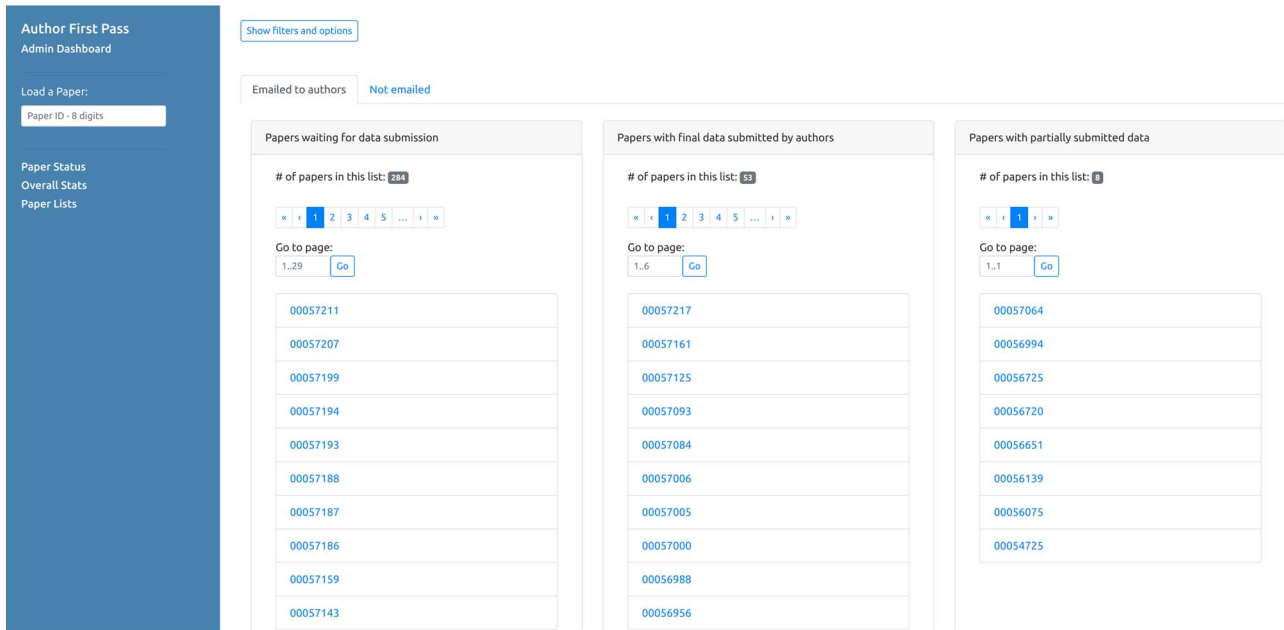 Author First Pass
Admin Dashboard
Load a Paper:
Paper ID - 8 digits
Paper Status
Overall Stats
Paper Lists
Show filters and options
Emailed to authors
Not emailed
Papers waiting for data submission
# of papers in this list: 284
« ‹ 1 2 3 4 5 … › »
Go to page:
1..29 Go
00057211
00057207
00057199
00057194
00057193
00057188
00057187
00057186
00057159
00057143
Papers with final data submitted by authors
# of papers in this list: 53
« ‹ 1 2 3 4 5 … › »
Go to page:
1..6 Go
00057217
00057161
00057125
00057093
00057084
00057006
00057005
00057000
00056988
00056956
Papers with partially submitted data
# of papers in this list: 8
« ‹ 1 › »
Go to page:
1..1 Go
00057064
00056994
00056725
00056720
00056651
00056139
00056075
00054725